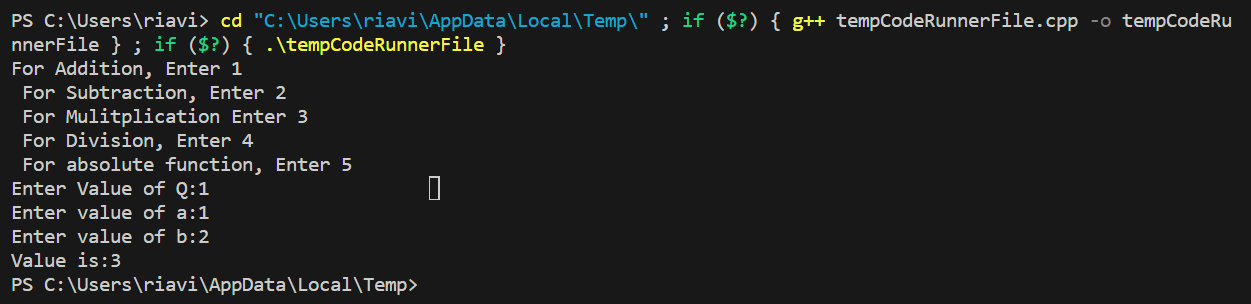 PS C:\Users\riavi> cd "C:\Users\riavi\AppData\Local\Temp\" ; if ($?) { g++ tempCodeRunnerFile.cpp -o tempCodeRu
nnerFile } ; if ($?) { .\tempCodeRunnerFile }
For Addition, Enter 1
 For Subtraction, Enter 2
 For Mulitplication Enter 3
 For Division, Enter 4
 For absolute function, Enter 5
Enter Value of Q:1
Enter value of a:1
Enter value of b:2
Value is:3
PS C:\Users\riavi\AppData\Local\Temp>